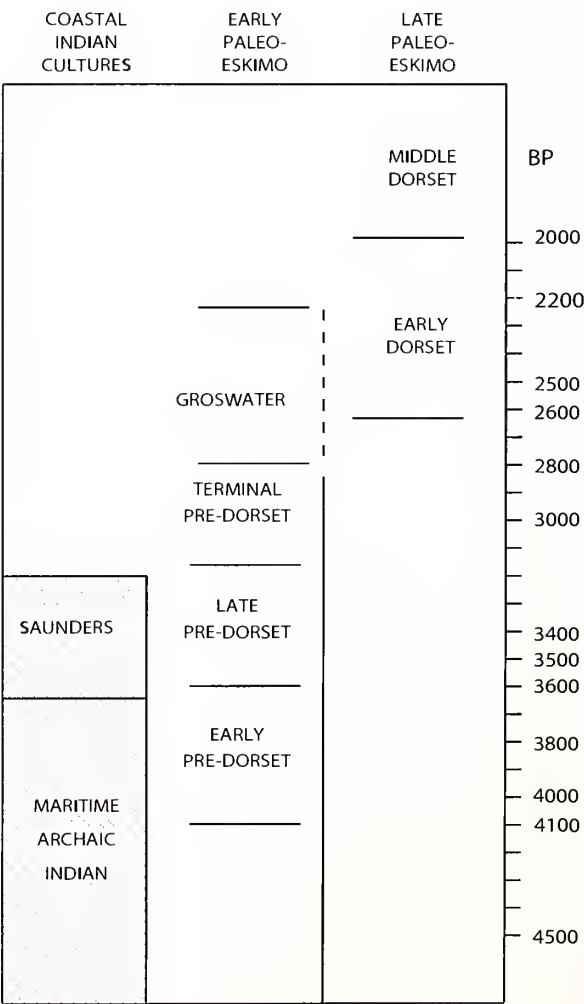 COASTAL
INDIAN
CULTURES
EARLY
PALEO-
ESKIMO
LATE
PALEO-
ESKIMO
MIDDLE
DORSET
BP
2000
2200
EARLY
DORSET
2500
GROSWATER
2600
2800
TERMINAL
PRE-DORSET
3000
LATE
PRE-DORSET
SAUNDERS
3400
3500
3600
EARLY
PRE-DORSET
3800
4000
MARITIME
ARCHAIC
INDIAN
4100
4500